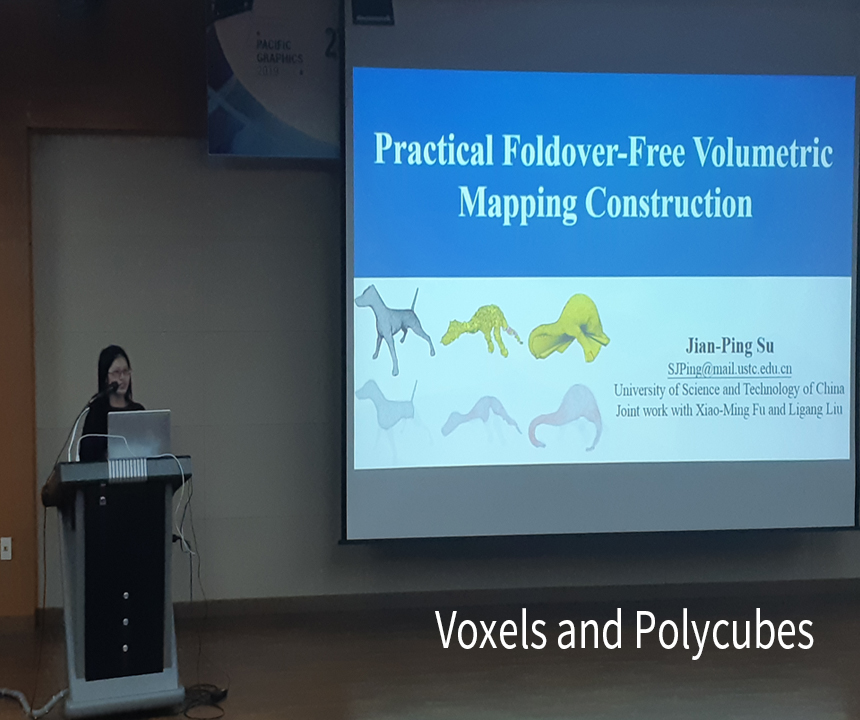 PACIFIC
GRAPHICS
2
Practical Foldover-Free Volumetric
Mapping Construction
Jian-Ping Su
SJPing@mail.ustc.edu.cn
University of Science and Technology of China
Joint work with Xiao-Ming Fu and Ligang Liu
Voxels and Polycubes